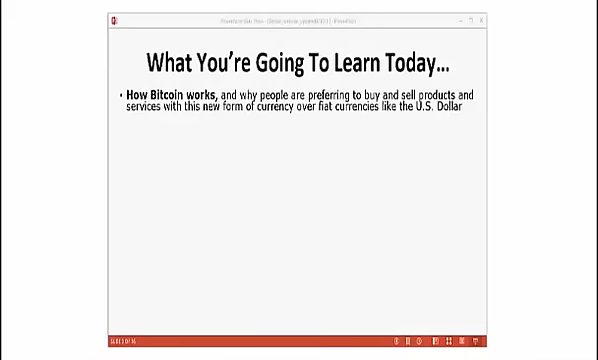 What You're Going To Learn Today...
• How Bitcoin works, and why people are preferring to buy and sell products and
services with this new form of currency over fiat currencies like the U.S. Dollar